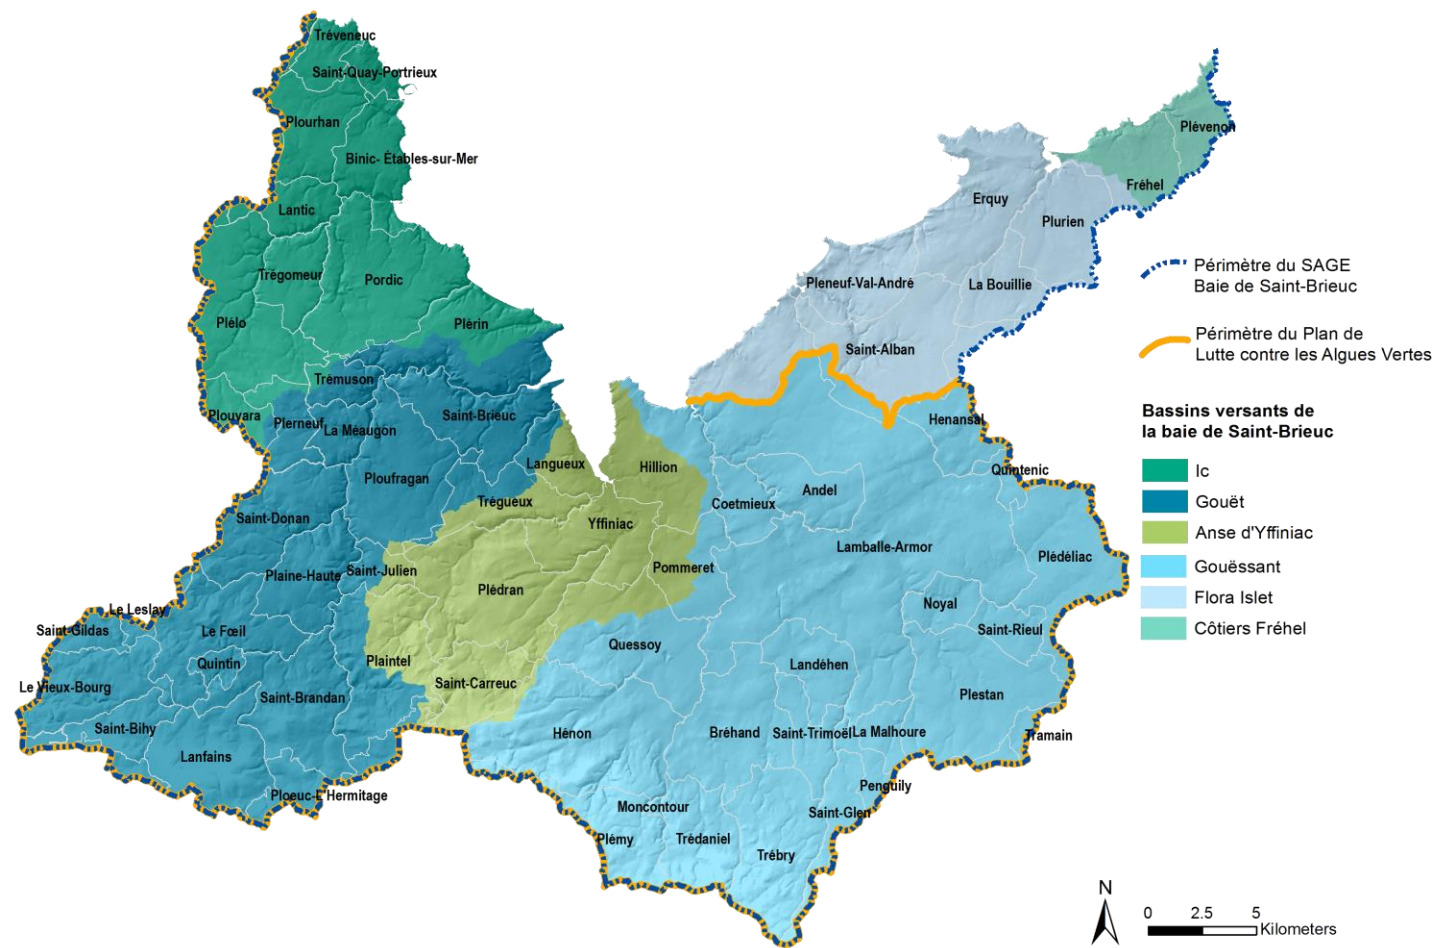 Tréveneuc
Saint-Quay-Portrieux
Plourhan
Binic- Étables-sur-Mer
Lantic
Trégomeur
Pordic
Plélo
Plérin
Trémuson
Plouvara
Plerneuf
La Méaugon
Saint-Brieuc
Ploufragan
Langueux
Hillion
Trégueux
Yffiniac
Saint-Donan
Plaine-Haute
Saint-Julien
Plédran
Pommeret
Le Leslay
Saint-Gildas
Le Fœil
Quintin
Plaintel
Saint-Carreuc
Quessoy
Le Vieux-Bourg
Saint-Brandan
Saint-Bihy
Lanfains
Ploeuc-L'Hermitage
Hénon
Bréhand
Saint-Trimoël
La Malhoure
Moncontour
Plémy
Trédaniel
Trébry
Saint-Glen
Penguily
Landéhen
Plestan
Tramain
Noyal
Saint-Rieul
Plédéliac
Lamballe-Armor
Coetmieux
Andel
Quintenic
Henansal
Saint-Alban
Pleneuf-Val-André
La Bouillie
Erquy
Plurien
Fréhel
Plévenon
Périmètre du SAGE
Baie de Saint-Brieuc
Périmètre du Plan de
Lutte contre les Algues Vertes
Bassins versants de
la baie de Saint-Brieuc
Ic
Gouët
Anse d'Yffiniac
Gouëssant
Flora Islet
Côtiers Fréhel
N
0 2.5 5
Kilometers